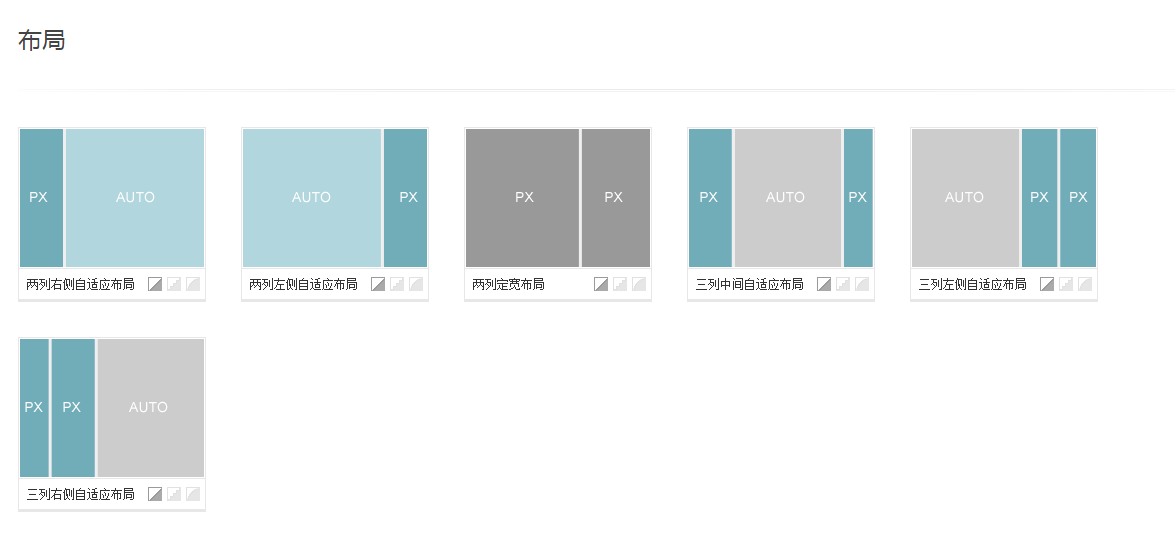 布局
PX AUTO
AUTO PX
PX PX
PX AUTO PX
AUTO PX PX
两列右侧自适应布局
两列左侧自适应布局
两列定宽布局
三列中间自适应布局
三列左侧自适应布局
PX PX AUTO
三列右侧自适应布局